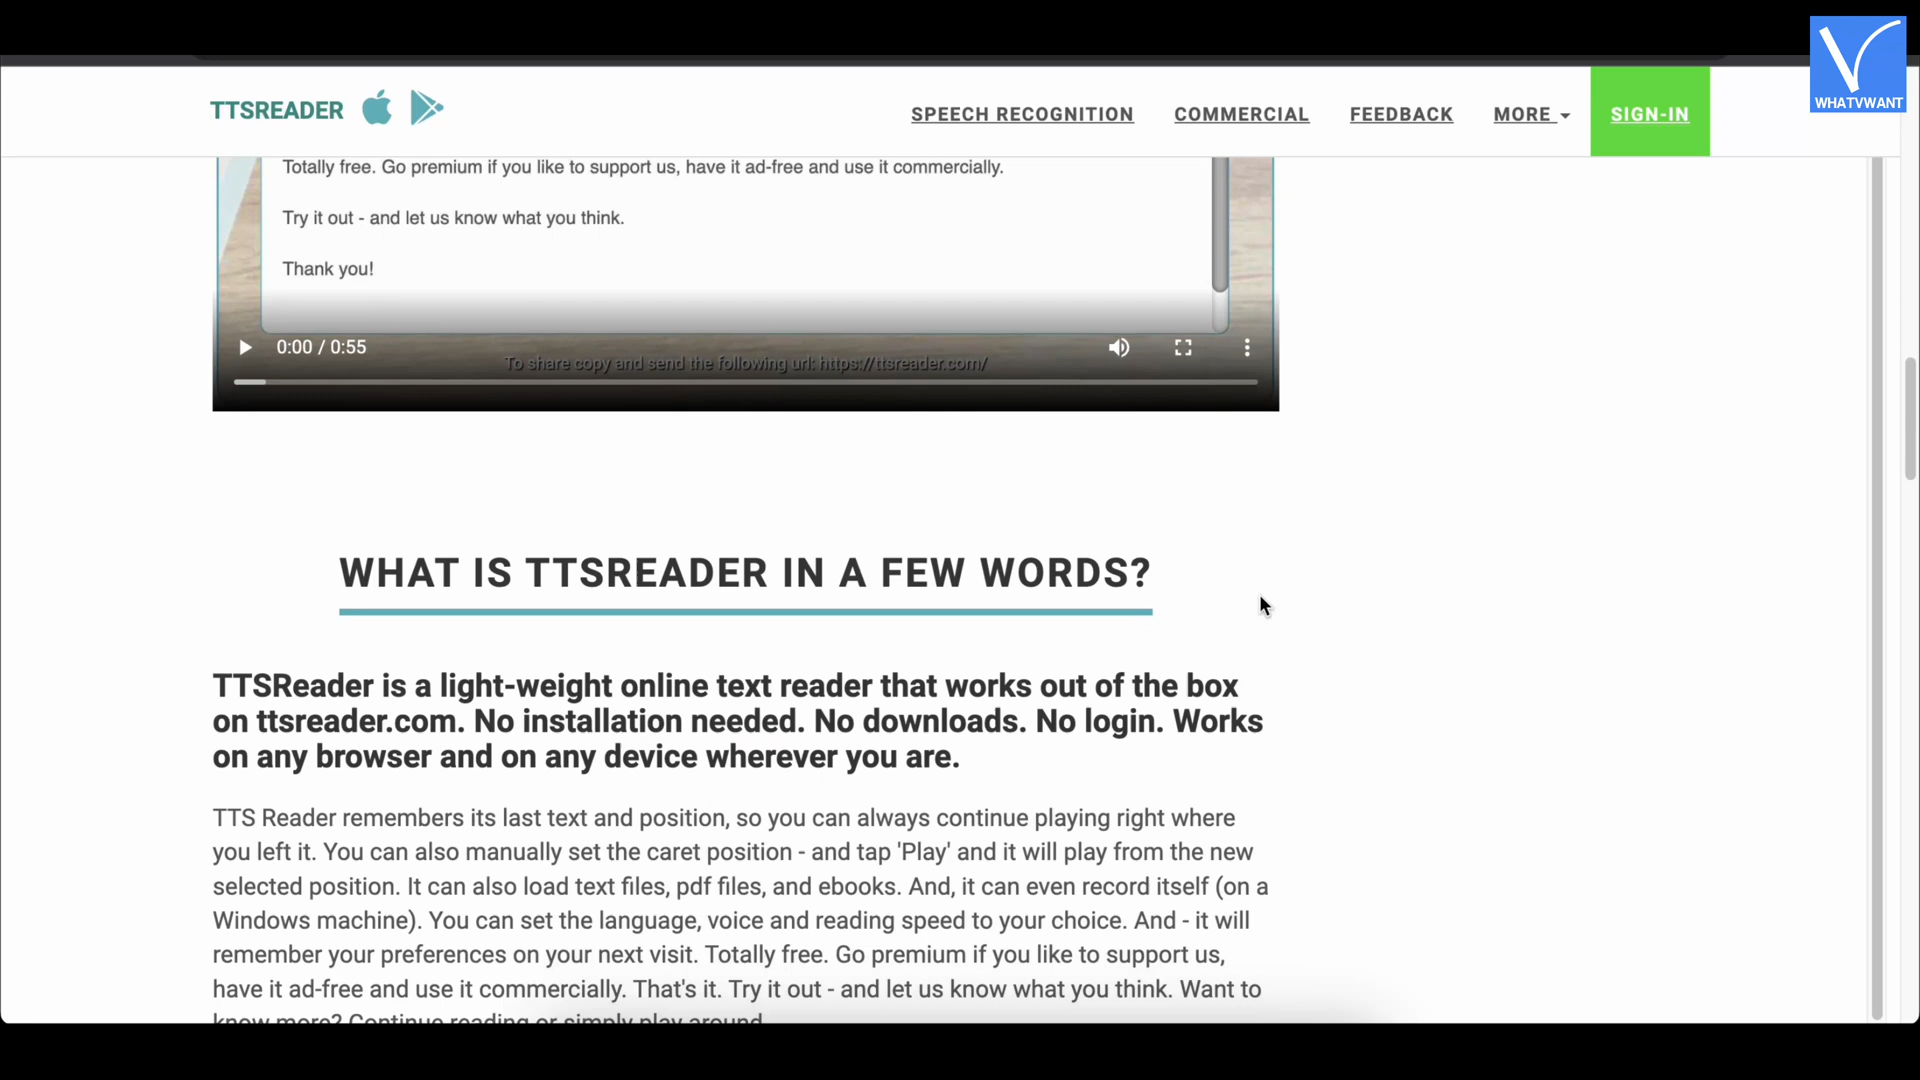 WHATVWANT
TTSREADER
SPEECH RECOGNITION
COMMERCIAL
FEEDBACK
MORE
SIGN-IN
Totally free. Go premium if you like to support us, have it ad-free and use it commercially.
Try it out - and let us know what you think.
Thank you!
0:00 / 0:55
To share copy and send the following url: https://ttsreader.com/
WHAT IS TTSREADER IN A FEW WORDS?
TTSReader is a light-weight online text reader that works out of the box
on ttsreader.com. No installation needed. No downloads. No login. Works
on any browser and on any device wherever you are.
TTS Reader remembers its last text and position, so you can always continue playing right where
you left it. You can also manually set the caret position - and tap 'Play' and it will play from the new
selected position. It can also load text files, pdf files, and ebooks. And, it can even record itself (on a
Windows machine). You can set the language, voice and reading speed to your choice. And - it will
remember your preferences on your next visit. Totally free. Go premium if you like to support us,
have it ad-free and use it commercially. That's it. Try it out - and let us know what you think. Want to
know more? Continue reading or simply play around